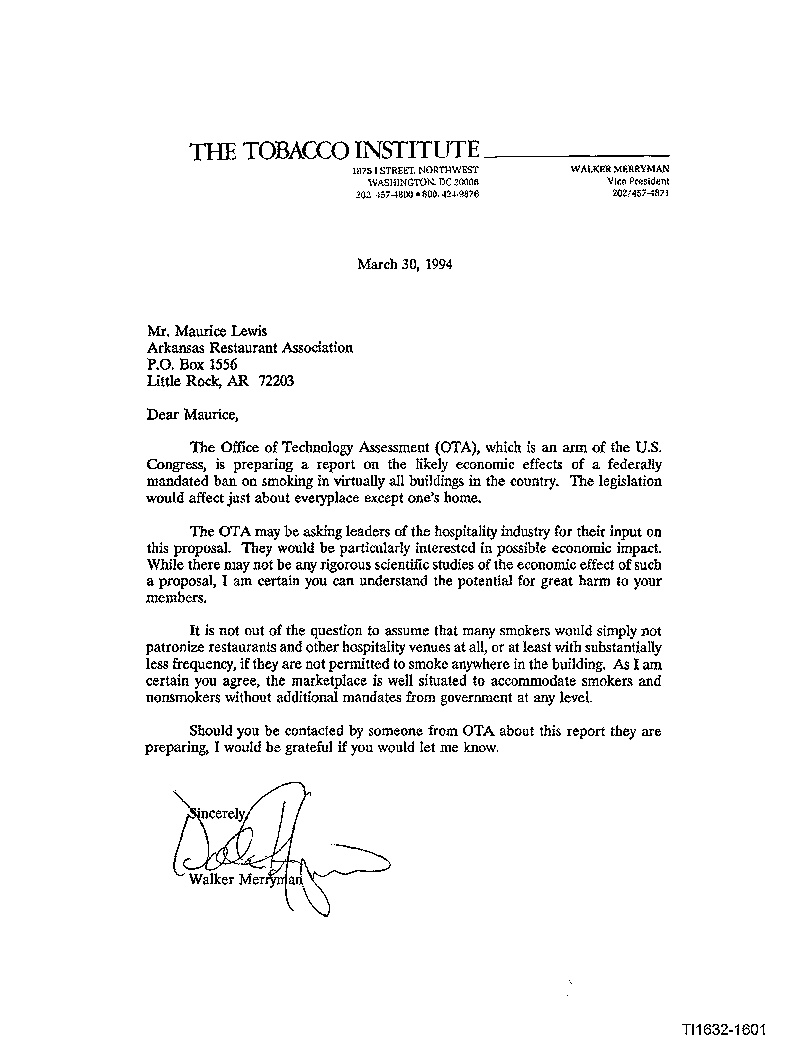 THE TOBACCO INSTITUTE
1875 I STREET, NORTHWEST
WASHINGTON, DC 20006
202 457-4800 • 800 424-9876
WALKER MERRYMAN
Vice President
202/457-4871
March 30, 1994
Mr. Maurice Lewis
Arkansas Restaurant Association
P.O. Box 1556
Little Rock, AR 72203
Dear Maurice,
The Office of Technology Assessment (OTA), which is an arm of the U.S.
Congress, is preparing a report on the likely economic effects of a federally
mandated ban on smoking in virtually all buildings in the country. The legislation
would affect just about everyplace except one's home.
The OTA may be asking leaders of the hospitality industry for their input on
this proposal. They would be particularly interested in possible economic impact.
While there may not be any rigorous scientific studies of the economic effect of such
a proposal, I am certain you can understand the potential for great harm to your
members.
It is not out of the question to assume that many smokers would simply not
patronize restaurants and other hospitality venues at all, or at least with substantially
less frequency, if they are not permitted to smoke anywhere in the building. As I am
certain you agree, the marketplace is well situated to accommodate smokers and
nonsmokers without additional mandates from government at any level.
Should you be contacted by someone from OTA about this report they are
preparing, I would be grateful if you would let me know.
Sincerely,
Walker Merryman
TI1632-1601